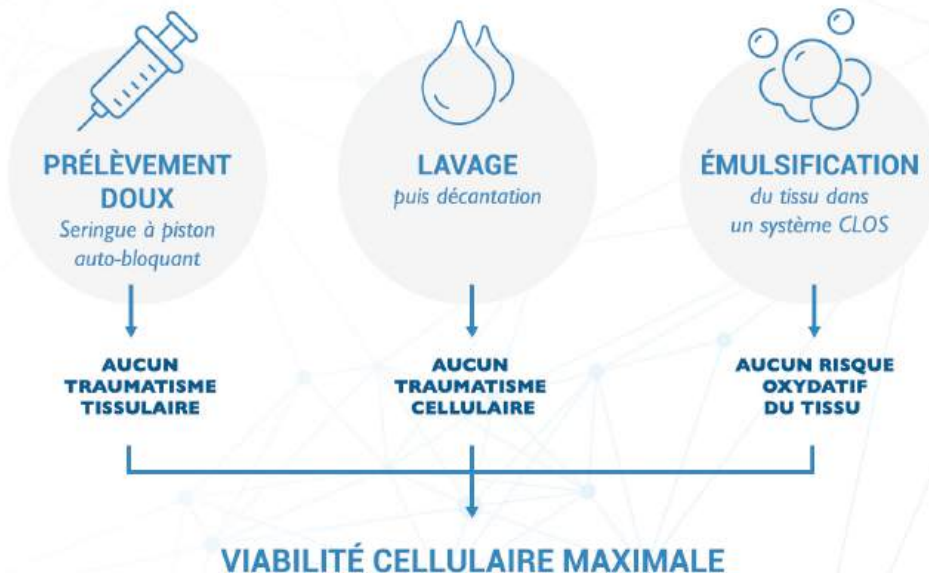 PRÉLÈVEMENT
DOUX
Seringue à piston
auto-bloquant
LAVAGE
puis décantation
ÉMULSIFICATION
du tissu dans
un système CLOS
AUCUN
TRAUMATISME
TISSULAIRE
AUCUN
TRAUMATISME
CELLULAIRE
AUCUN RISQUE
OXYDATIF
DU TISSU
VIABILITÉ CELLULAIRE MAXIMALE